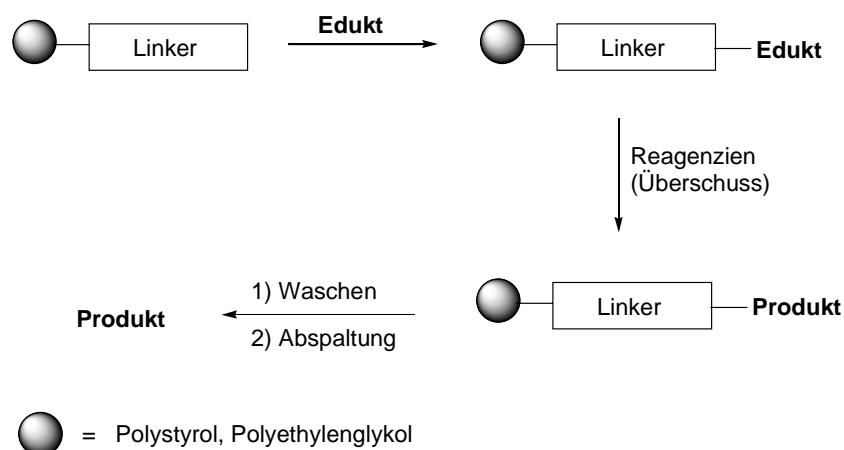 Linker
Edukt
Linker
Edukt
Reagenzien
(Überschuss)
Produkt
1) Waschen
2) Abspaltung
Linker
Produkt
= Polystyrol, Polyethylenglykol